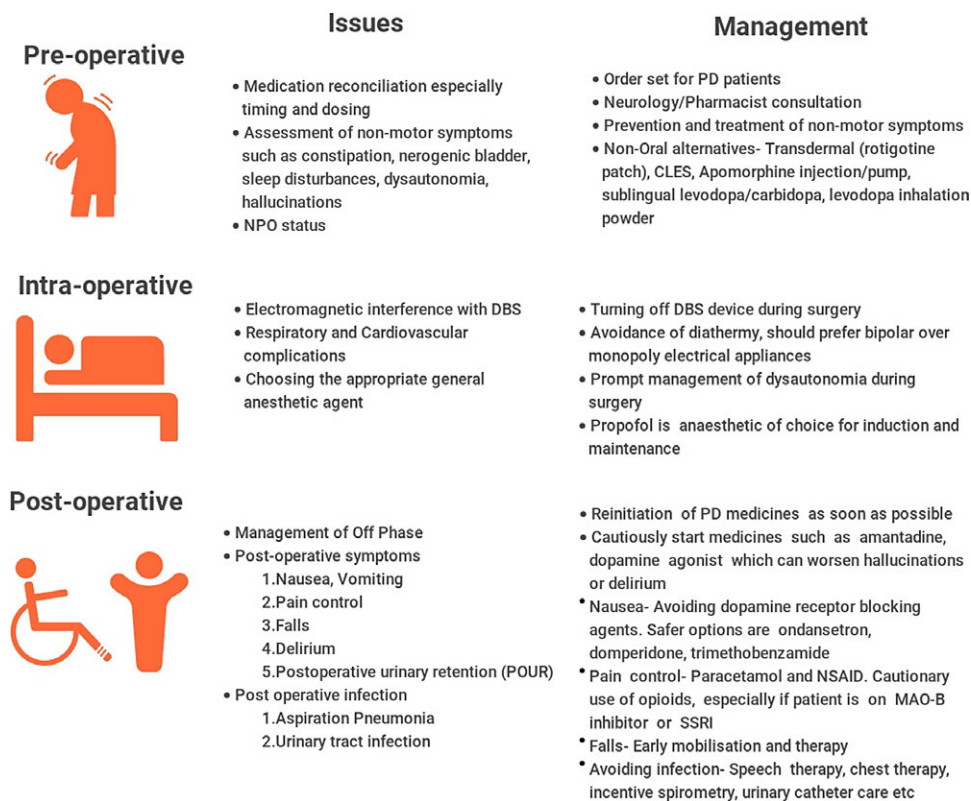 Issues
Management
Pre-operative
• Medication reconciliation especially
timing and dosing
• Assessment of non-motor symptoms
such as constipation, nerogenic bladder,
sleep disturbances, dysautonomia,
hallucinations
• NPO status
• Order set for PD patients
• Neurology/Pharmacist consultation
• Prevention and treatment of non-motor symptoms
• Non-Oral alternatives- Transdermal (rotigotine
patch), CLES, Apomorphine injection/pump,
sublingual levodopa/carbidopa, levodopa inhalation
powder
Intra-operative
• Electromagnetic interference with DBS
• Respiratory and Cardiovascular
complications
• Choosing the appropriate general
anesthetic agent
• Turning off DBS device during surgery
• Avoidance of diathermy, should prefer bipolar over
monopoly electrical appliances
• Prompt management of dysautonomia during
surgery
• Propofol is anaesthetic of choice for induction and
maintenance
Post-operative
• Management of Off Phase
• Post-operative symptoms
1.Nausea, Vomiting
2.Pain control
3.Falls
4.Delirium
5.Postoperative urinary retention (POUR)
• Post operative infection
1.Aspiration Pneumonia
2.Urinary tract infection
• Reinitiation of PD medicines as soon as possible
• Cautiously start medicines such as amantadine,
dopamine agonist which can worsen hallucinations
or delirium
• Nausea- Avoiding dopamine receptor blocking
agents. Safer options are ondansetron,
domperidone, trimethobenzamide
• Pain control- Paracetamol and NSAID. Cautionary
use of opioids, especially if patient is on MAO-B
inhibitor or SSRI
• Falls- Early mobilisation and therapy
• Avoiding infection- Speech therapy, chest therapy,
incentive spirometry, urinary catheter care etc